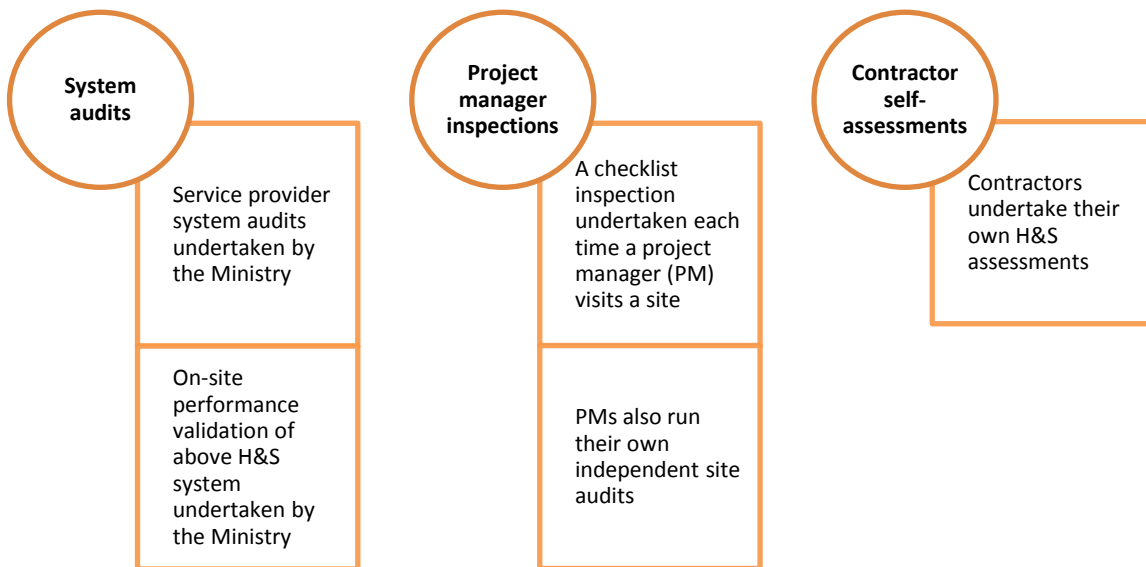 System
audits
Service provider
system audits
undertaken by
the Ministry
On-site
performance
validation of
above H&S
system
undertaken by
the Ministry
Project
manager
inspections
A checklist
inspection
undertaken each
time a project
manager (PM)
visits a site
PMs also run
their own
independent site
audits
Contractor
self-
assessments
Contractors
undertake their
own H&S
assessments